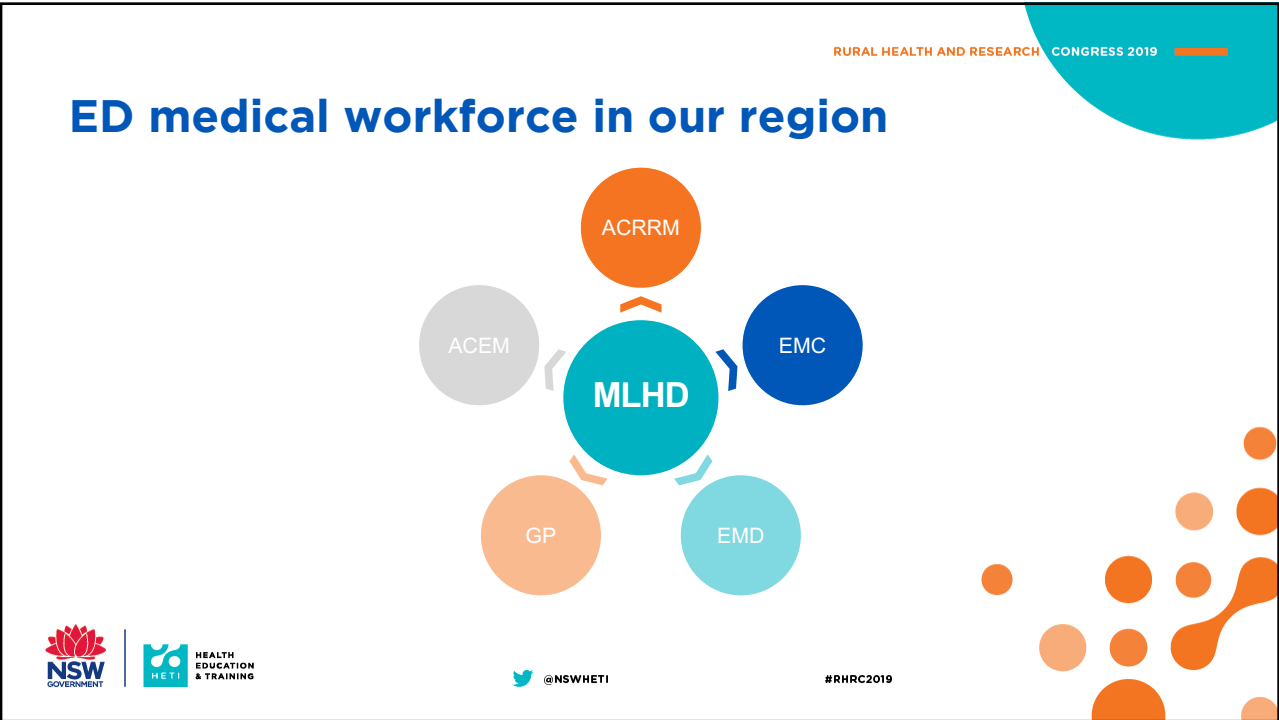 RURAL HEALTH AND RESEARCH CONGRESS 2019
ED medical workforce in our region
ACRRM
ACEM
EMC
MLHD
GP
EMD
NSW
GOVERNMENT
HETI
HEALTH
EDUCATION
& TRAINING
@NSWHETI
#RHRC2019